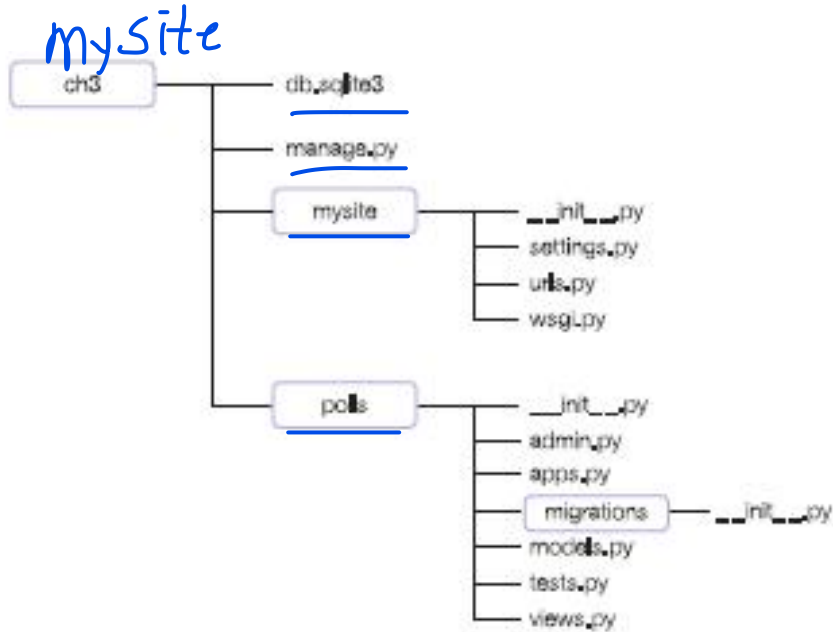 mysite
ch3
db.sqlite3
manage.py
mysite
__init__.py
settings.py
urls.py
wsgi.py
polls
__init__.py
admin.py
apps.py
migrations
__init__.py
models.py
tests.py
views.py